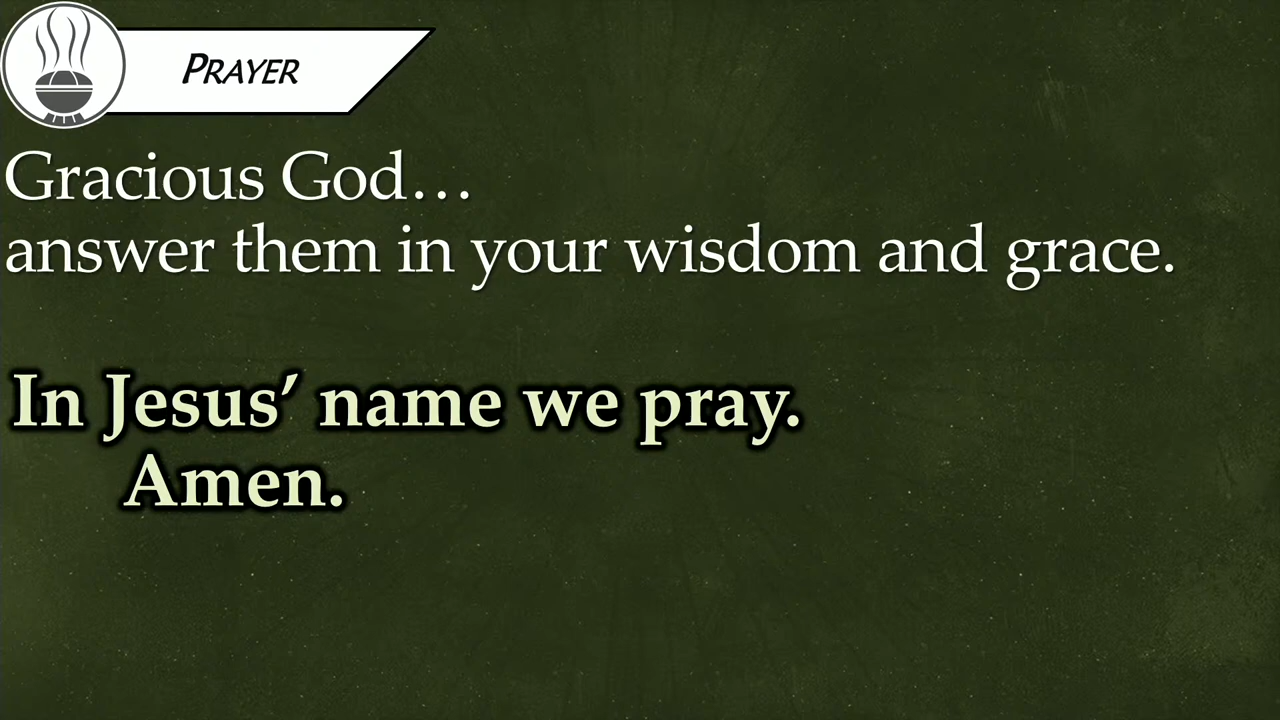 PRAYER
Gracious God…
answer them in your wisdom and grace.
In Jesus’ name we pray.
Amen.